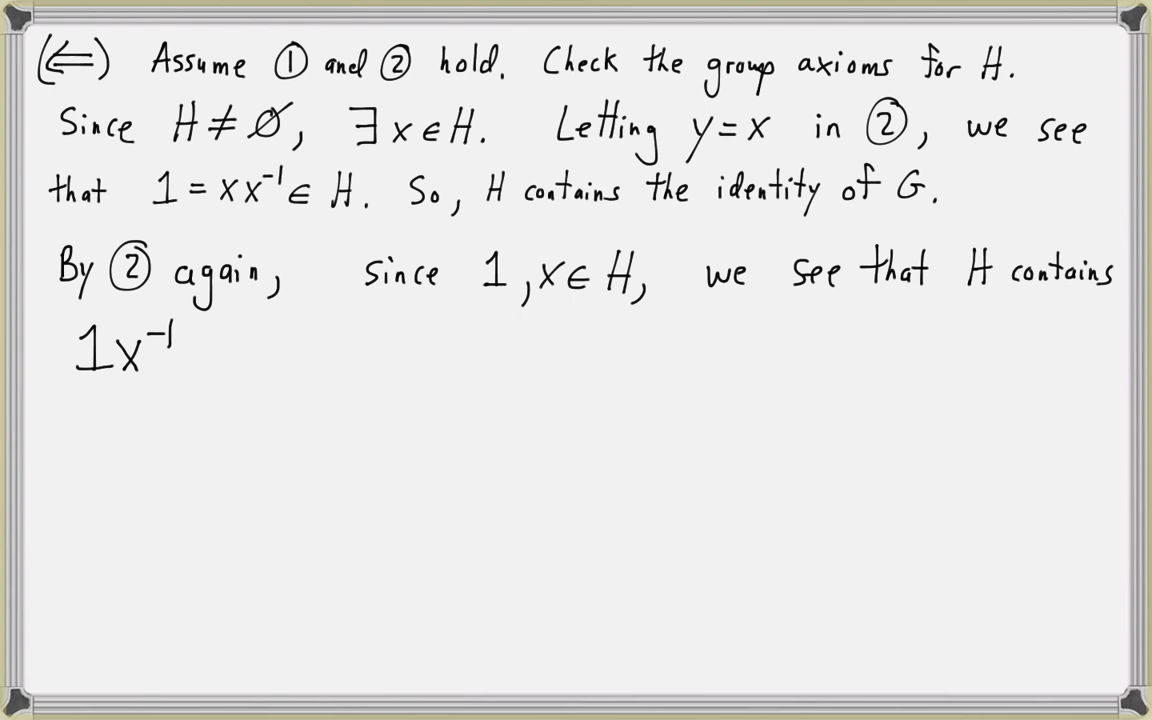 (⇐) Assume ① and ② hold. Check the group axioms for H.
Since H ≠ ∅, ∃ x ∈ H. Letting y = x in ②, we see
that 1 = xx⁻¹ ∈ H. So, H contains the identity of G.
By ② again, since 1, x ∈ H, we see that H contains
1x⁻¹